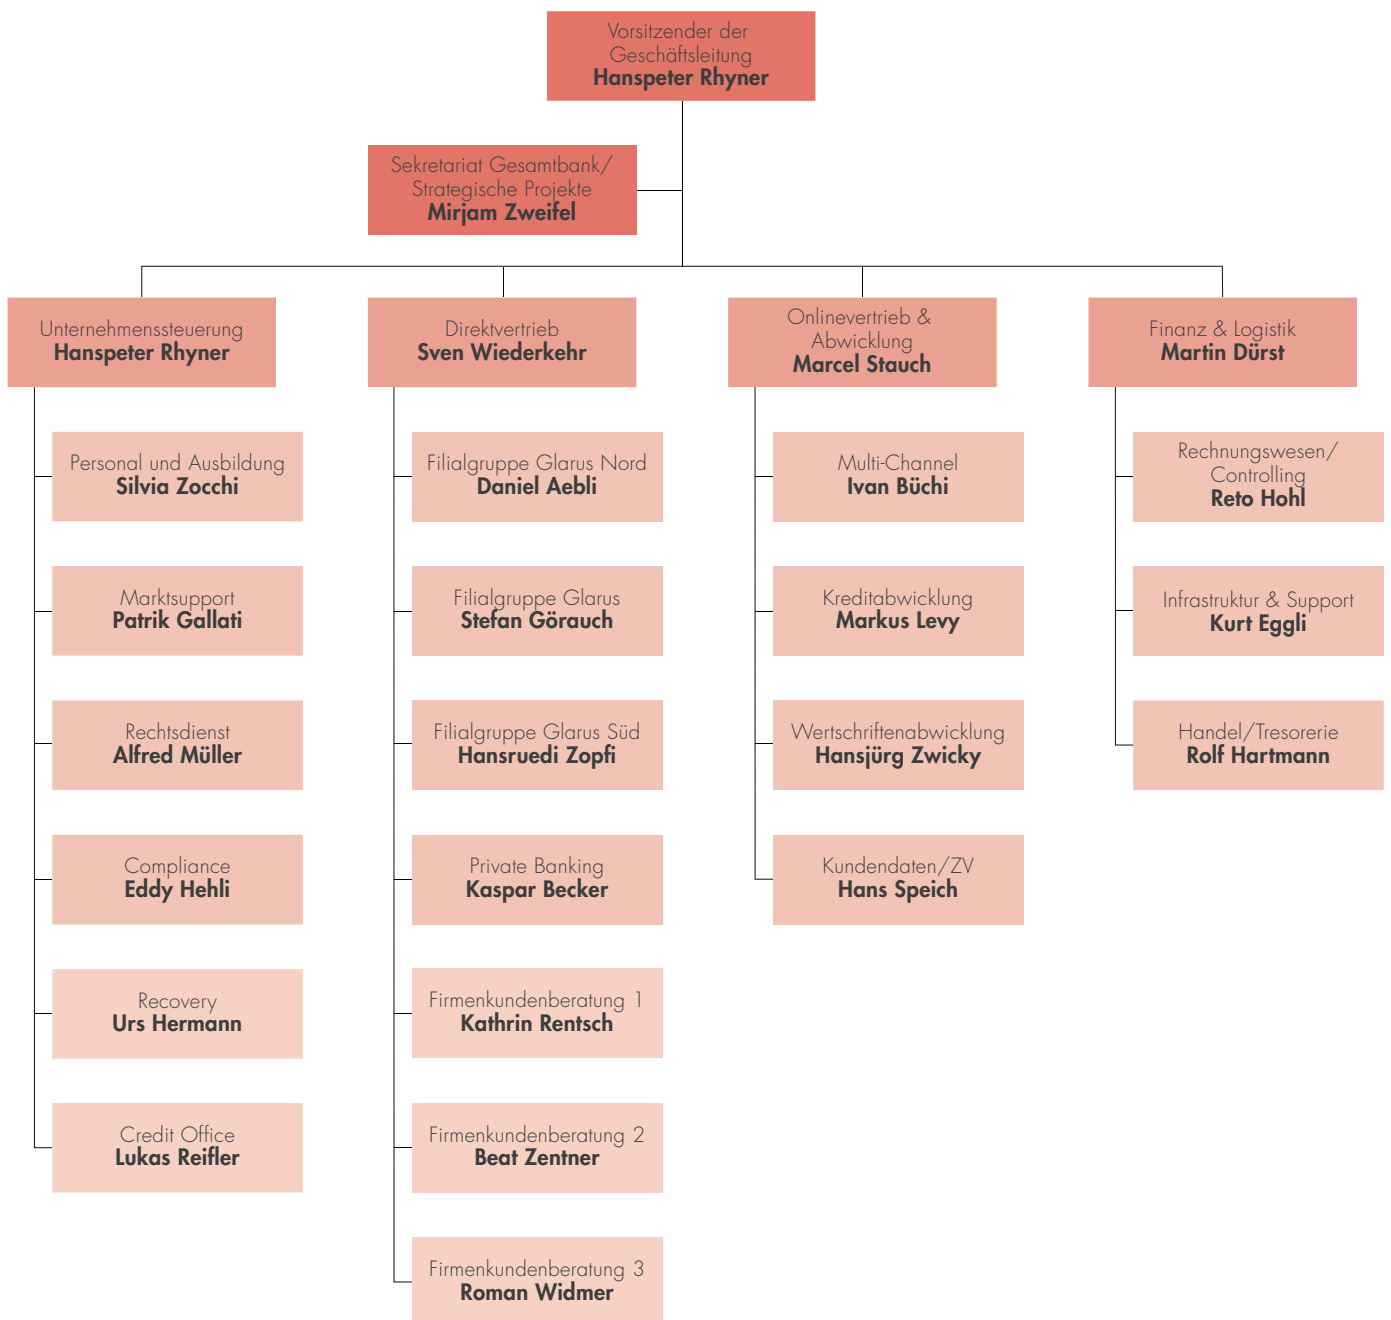 Vorsitzender der
Geschäftsleitung
Hanspeter Rhyner
Sekretariat Gesamtbank/
Strategische Projekte
Mirjam Zweifel
Unternehmenssteuerung
Hanspeter Rhyner
Personal und Ausbildung
Silvia Zocchi
Marktsupport
Patrik Gallati
Rechtsdienst
Alfred Müller
Compliance
Eddy Hehli
Recovery
Urs Hermann
Credit Office
Lukas Reifler
Direktvertrieb
Sven Wiederkehr
Filialgruppe Glarus Nord
Daniel Aebli
Filialgruppe Glarus
Stefan Görauch
Filialgruppe Glarus Süd
Hansruedi Zopfi
Private Banking
Kaspar Becker
Firmenkundenberatung 1
Kathrin Rentsch
Firmenkundenberatung 2
Beat Zentner
Firmenkundenberatung 3
Roman Widmer
Onlinevertrieb &
Abwicklung
Marcel Stauch
Multi-Channel
Ivan Büchi
Kreditabwicklung
Markus Levy
Wertschriftenabwicklung
Hansjürg Zwicky
Kundendaten/ZV
Hans Speich
Finanz & Logistik
Martin Dürst
Rechnungswesen/
Controlling
Reto Hohl
Infrastruktur & Support
Kurt Eggli
Handel/Tresorerie
Rolf Hartmann